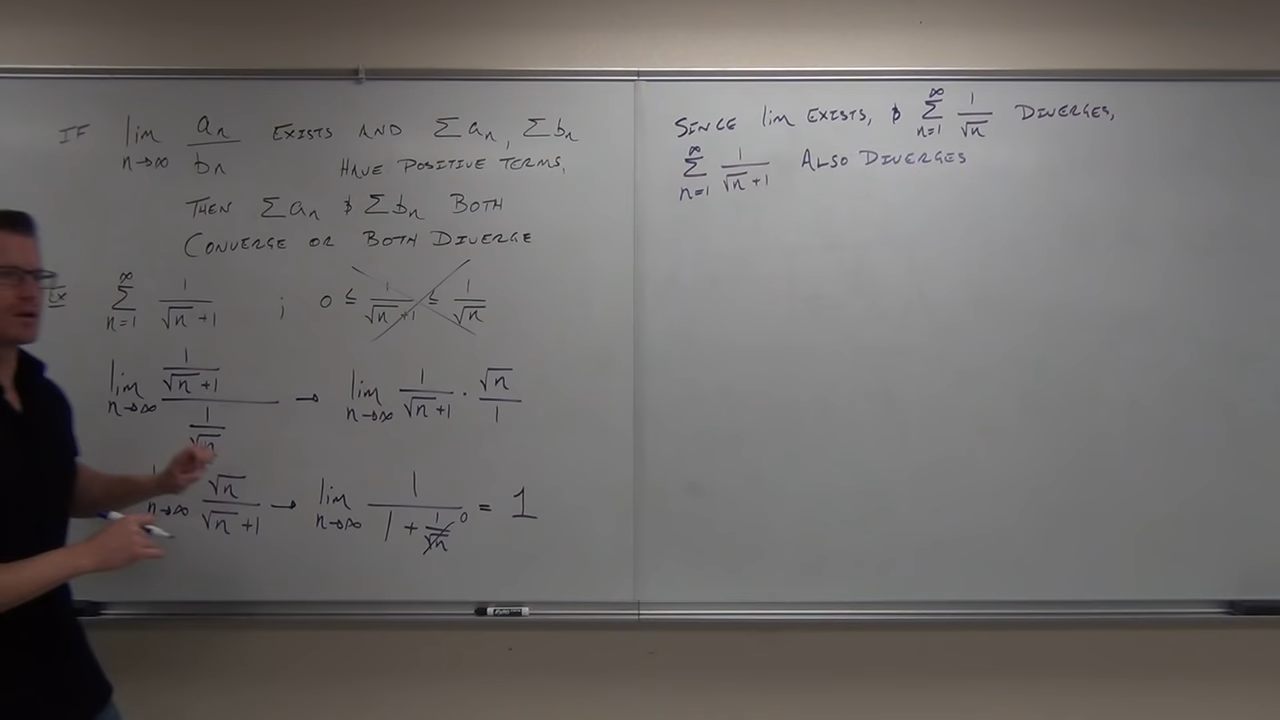 IF lim n→∞ an/bn EXISTS AND Σan, Σbn
HAVE POSITIVE TERMS,
THEN Σan & Σbn BOTH
CONVERGE OR BOTH DIVERGE
Ex ∞ Σ n=1 1/(√n +1) ; 0 ≤ 1/(√n +1) ≤ 1/√n
lim n→∞ (1/(√n +1))/(1/√n) → lim n→∞ 1/(√n +1) · √n/1
n→∞ √n/(√n +1) → lim n→∞ 1/(1 + 1/√n) 0 = 1
SINCE lim EXISTS, & ∞ Σ n=1 1/√n DIVERGES,
∞ Σ n=1 1/(√n +1) ALSO DIVERGES